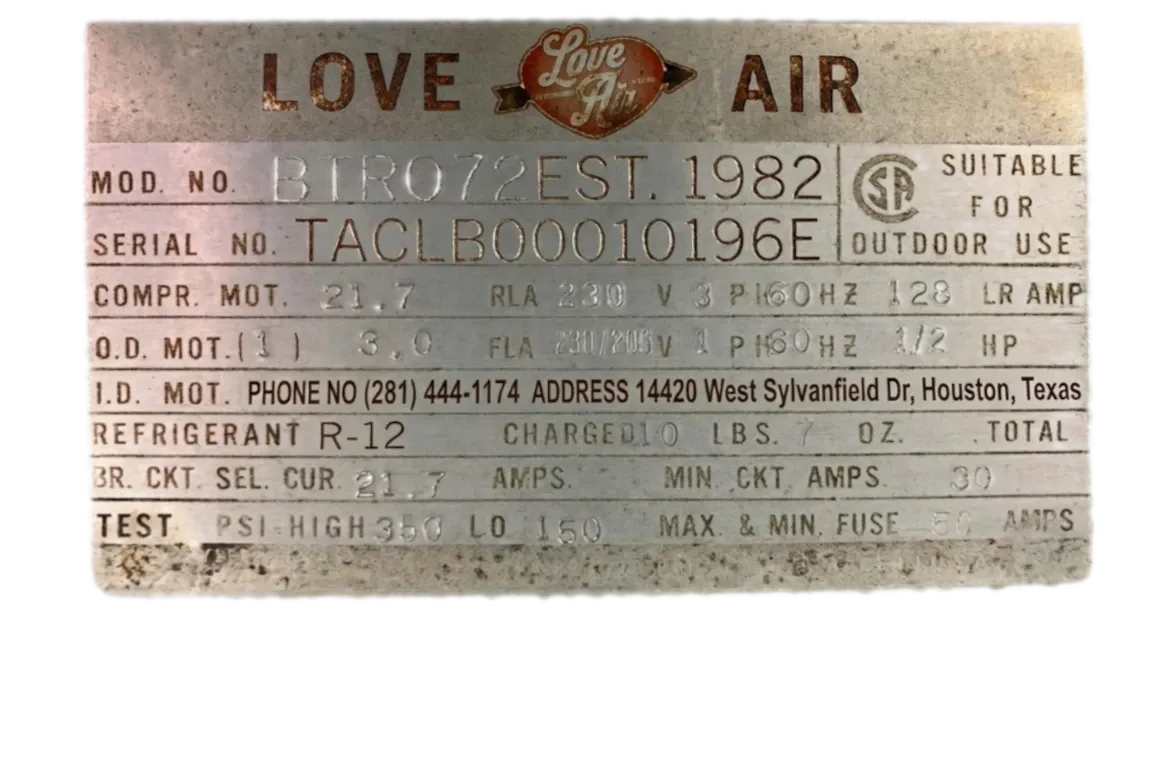 LOVE Love Air AIR
MOD. NO. BTR072EST. 1982
SUITABLE
FOR
OUTDOOR USE
SERIAL NO. TACLB00010196E
COMPR. MOT. 21.7 RLA 230 V 3 PH 60 HZ 128 LR AMP
O.D. MOT. (1) 3.0 FLA 230/208 V 1 PH 60 HZ 1/2 HP
I.D. MOT. PHONE NO (281) 444-1174 ADDRESS 14420 West Sylvanfield Dr, Houston, Texas
REFRIGERANT R-12 CHARGED 10 LBS. 7 OZ. TOTAL
BR. CKT. SEL. CUR. 21.7 AMPS. MIN. CKT. AMPS. 30
TEST PSI-HIGH 350 LO 150 MAX. & MIN. FUSE 50 AMPS